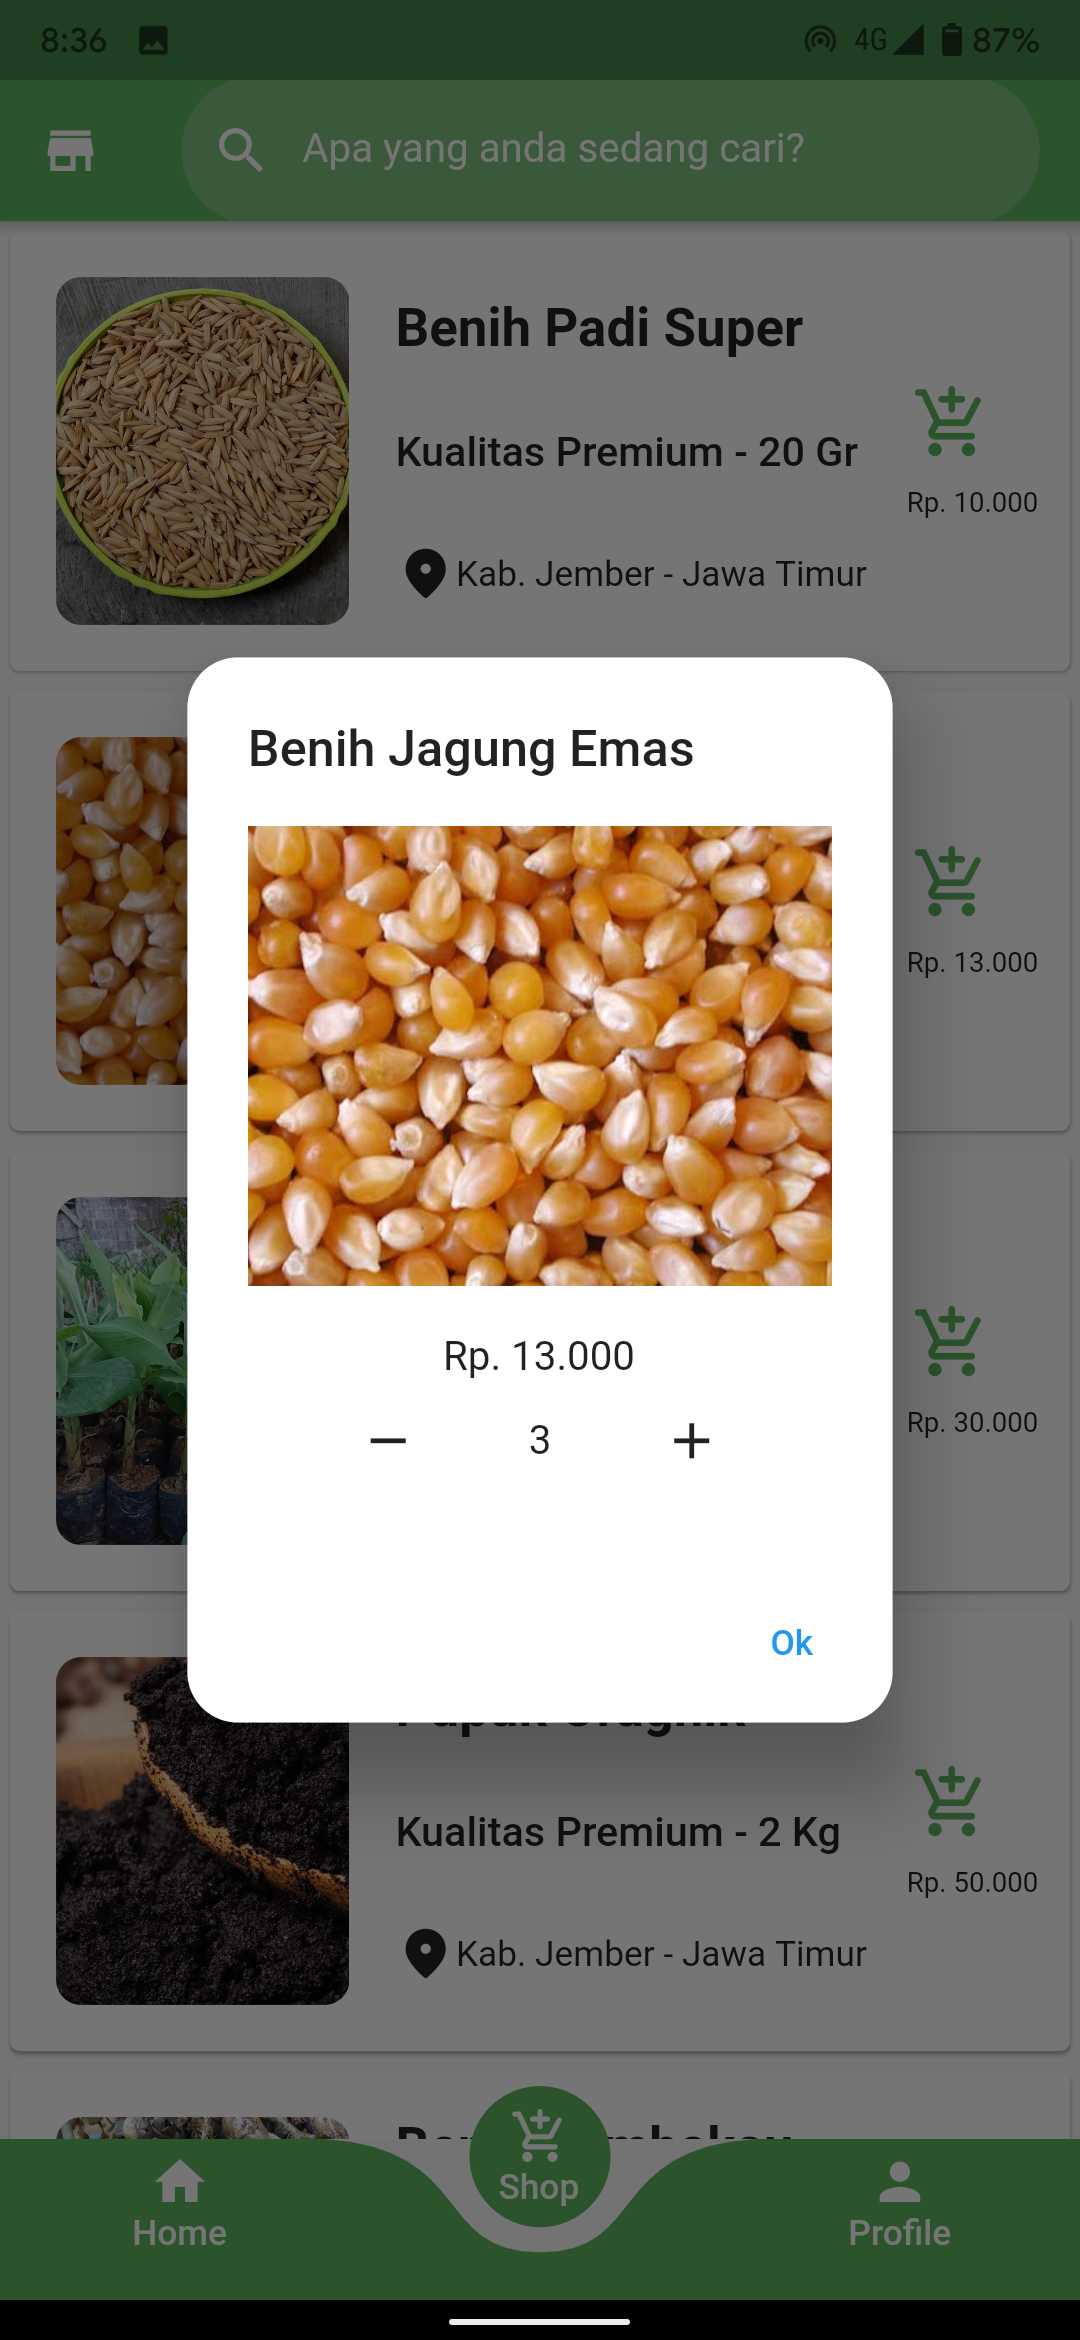 8:36
4G 87%
Apa yang anda sedang cari?
Benih Padi Super
Kualitas Premium - 20 Gr
Rp. 10.000
Kab. Jember - Jawa Timur
Benih Jagung Emas
Rp. 13.000
Rp. 13.000
3
Rp. 30.000
Ok
Kualitas Premium - 2 Kg
Rp. 50.000
Kab. Jember - Jawa Timur
Shop
Home
Profile